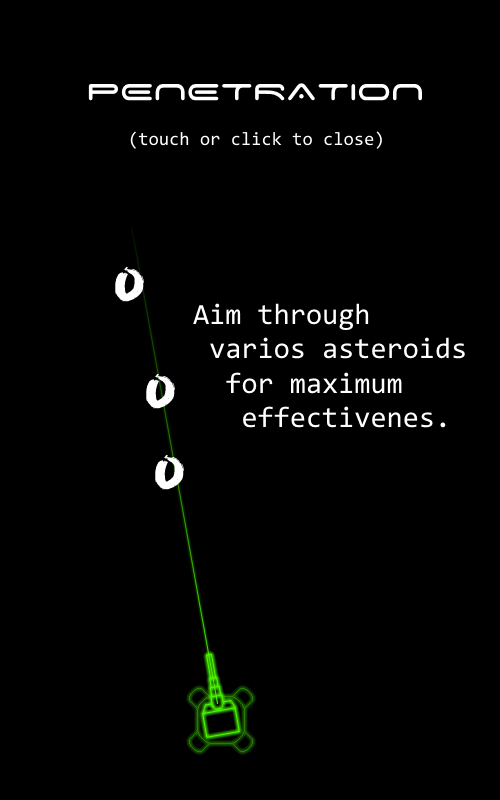 PENETRATION
(touch or click to close)
Aim through
varios asteroids
for maximum
effectivenes.